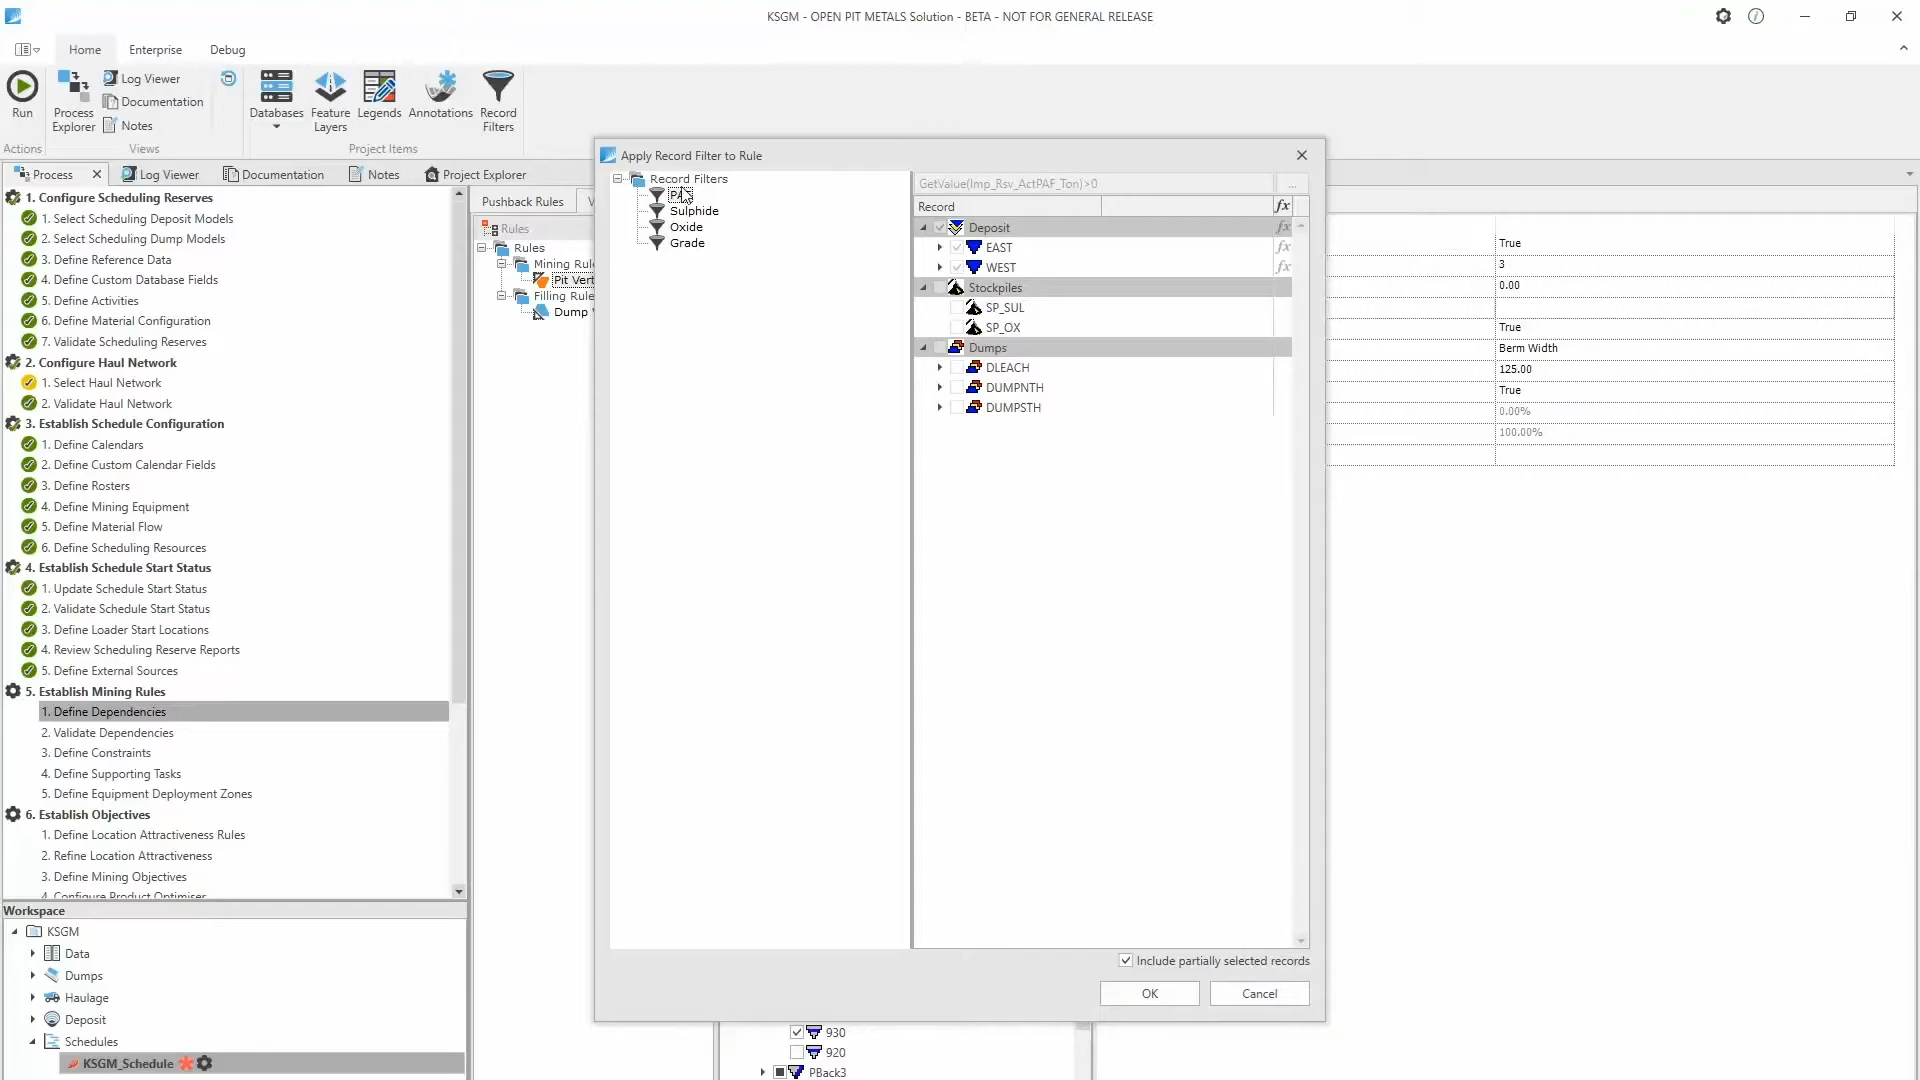 KSGM - OPEN PIT METALS Solution - BETA - NOT FOR GENERAL RELEASE
Home Enterprise Debug
Run
Process Explorer
Log Viewer
Documentation
Notes
Databases
Feature Layers
Legends
Annotations
Record Filters
Actions Views Project Items
Process Log Viewer Documentation Notes Project Explorer
1. Configure Scheduling Reserves
1. Select Scheduling Deposit Models
2. Select Scheduling Dump Models
3. Define Reference Data
4. Define Custom Database Fields
5. Define Activities
6. Define Material Configuration
7. Validate Scheduling Reserves
2. Configure Haul Network
1. Select Haul Network
2. Validate Haul Network
3. Establish Schedule Configuration
1. Define Calendars
2. Define Custom Calendar Fields
3. Define Rosters
4. Define Mining Equipment
5. Define Material Flow
6. Define Scheduling Resources
4. Establish Schedule Start Status
1. Update Schedule Start Status
2. Validate Schedule Start Status
3. Define Loader Start Locations
4. Review Scheduling Reserve Reports
5. Define External Sources
5. Establish Mining Rules
1. Define Dependencies
2. Validate Dependencies
3. Define Constraints
4. Define Supporting Tasks
5. Define Equipment Deployment Zones
6. Establish Objectives
1. Define Location Attractiveness Rules
2. Refine Location Attractiveness
3. Define Mining Objectives
4. Configure Product Optimiser
Workspace
KSGM
Data
Dumps
Haulage
Deposit
Schedules
KSGM_Schedule
Pushback Rules
Rules
Rules
Mining Rul
Pit Vert
Filling Rule
Dump
Apply Record Filter to Rule
Record Filters
Sulphide
Oxide
Grade
GetValue(Imp_Rsv_ActPAF_Ton)>0 ...
Record fx
Deposit fx
EAST fx
WEST fx
Stockpiles
SP_SUL
SP_OX
Dumps
DLEACH
DUMPNTH
DUMPSTH
Include partially selected records
OK Cancel
True
3
0.00
True
Berm Width
125.00
True
0.00%
100.00%
930
920
PBack3